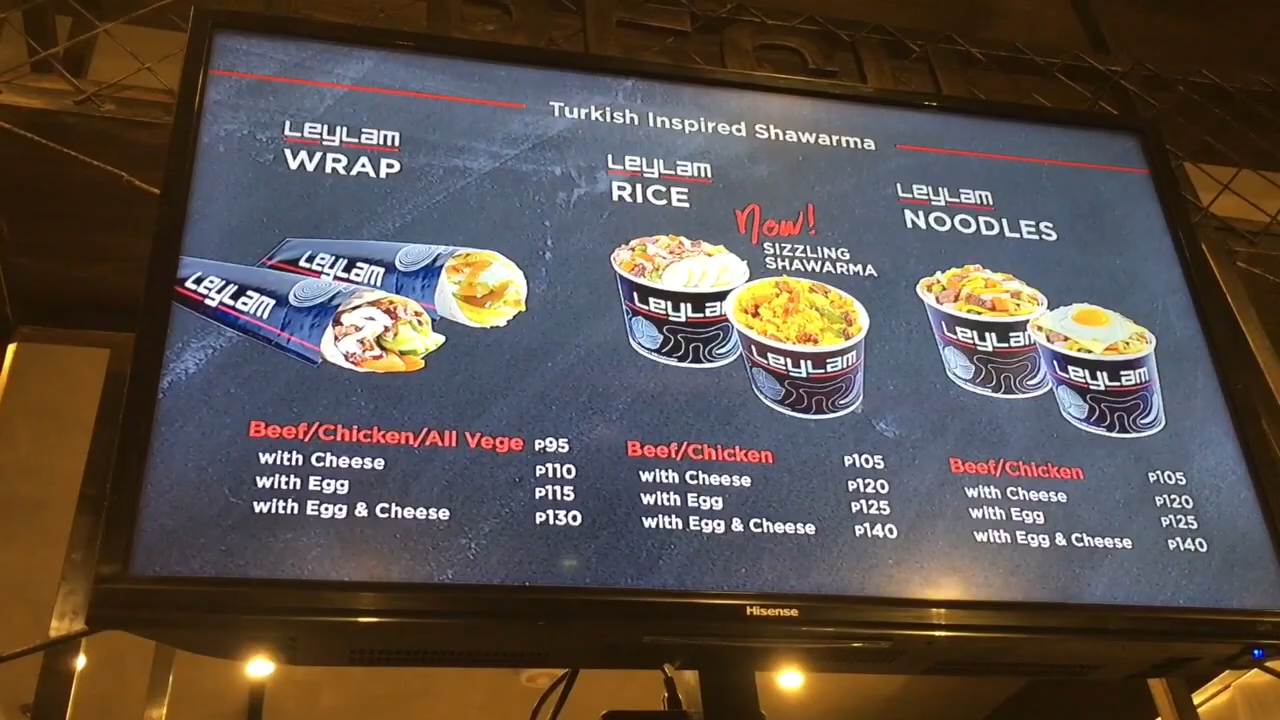 Turkish Inspired Shawarma
LEYLAM
WRAP
LEYLAM
RICE
Now!
SIZZLING
SHAWARMA
LEYLAM
NOODLES
LEYLAM
LEYLAM
LEYLAM
LEYLAM
LEYLAM
Beef/Chicken/All Vege P95
with Cheese P110
with Egg P115
with Egg & Cheese P130
Beef/Chicken P105
with Cheese P120
with Egg P125
with Egg & Cheese P140
Beef/Chicken P105
with Cheese P120
with Egg P125
with Egg & Cheese P140
Hisense